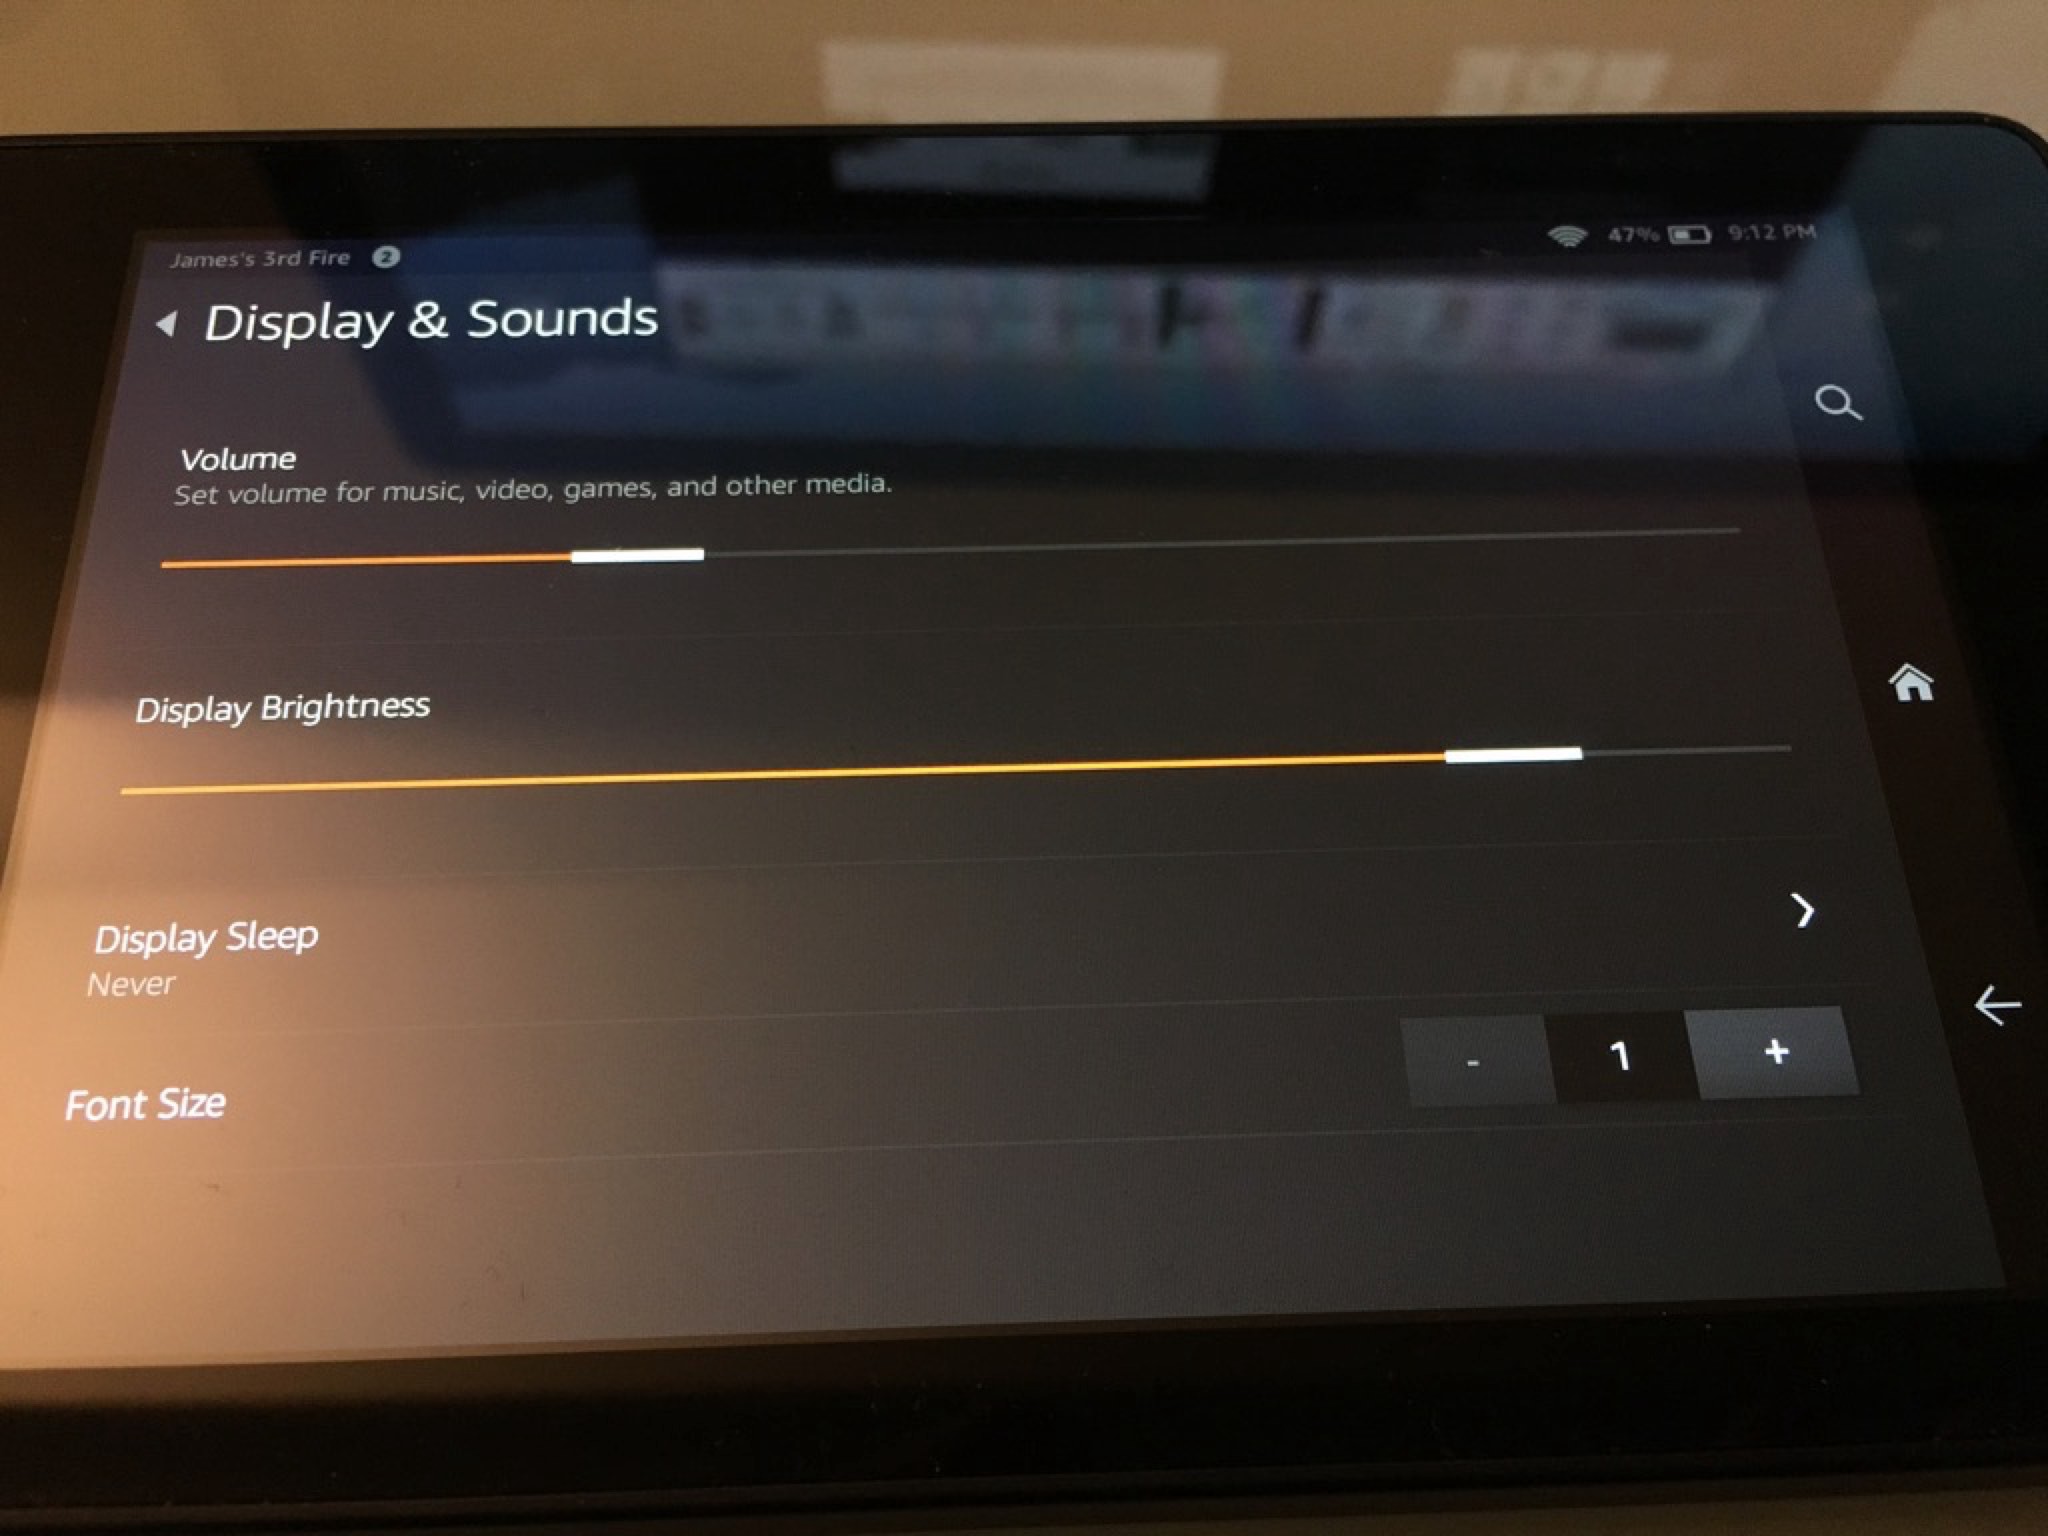 James's 3rd Fire 2
47% 9:12 PM
Display & Sounds
Volume
Set volume for music, video, games, and other media.
Display Brightness
Display Sleep
Never
Font Size
- 1 +